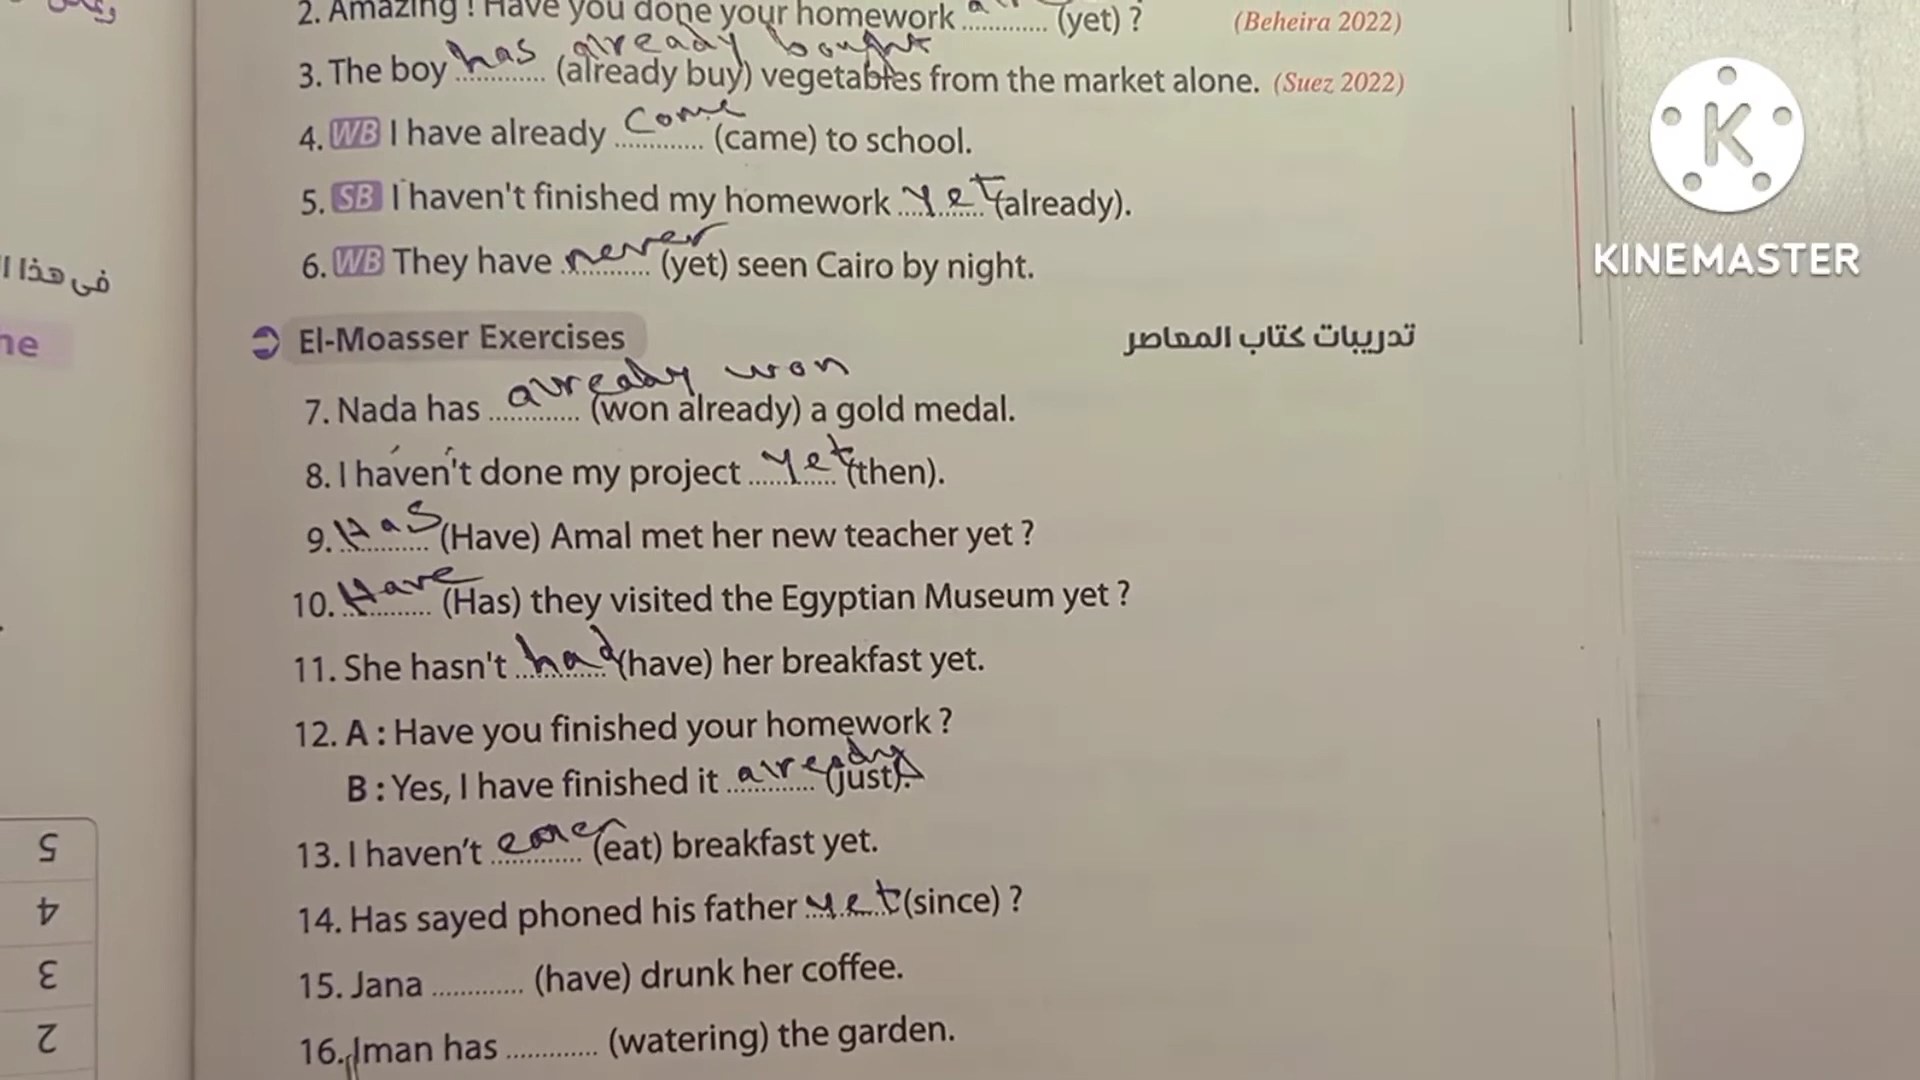 2. Amazing ! Have you done your homework ............ (yet) ? (Beheira 2022)
has already bought
3. The boy ............ (already buy) vegetables from the market alone. (Suez 2022)
come
4. WB I have already ............ (came) to school.
5. SB I haven't finished my homework yet (already).
6. WB They have never (yet) seen Cairo by night.
في هذا
El-Moasser Exercises تدريبات كتاب المعاصر
already won
7. Nada has ............ (won already) a gold medal.
8. I haven't done my project yet (then).
9. Has (Have) Amal met her new teacher yet ?
10. Have (Has) they visited the Egyptian Museum yet ?
11. She hasn't had (have) her breakfast yet.
12. A : Have you finished your homework ?
B : Yes, I have finished it already (just).
13. I haven't ............ (eat) breakfast yet.
14. Has sayed phoned his father yet (since) ?
15. Jana ............ (have) drunk her coffee.
16. Iman has ............ (watering) the garden.
he
5
4
3
2
K
KINEMASTER